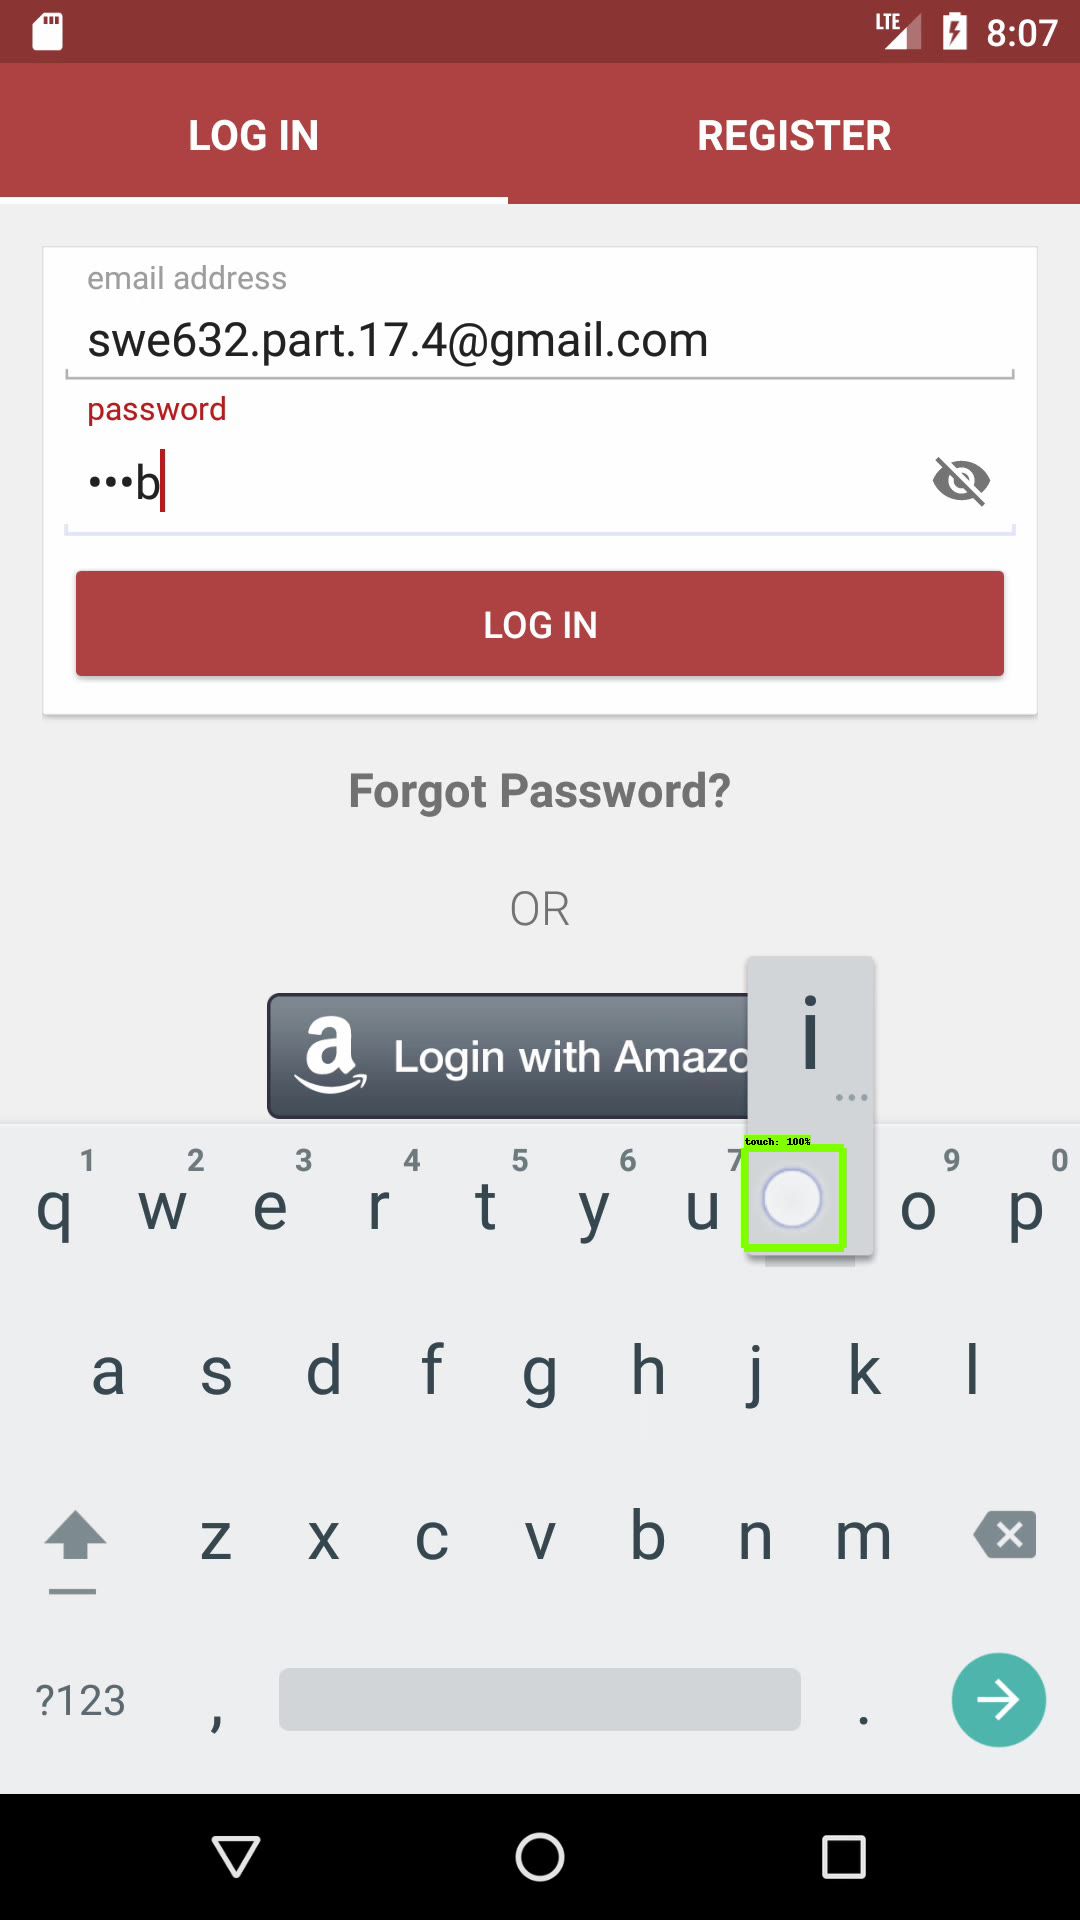 LTE 8:07
LOG IN REGISTER
email address
swe632.part.17.4@gmail.com
password
•••b
LOG IN
Forgot Password?
OR
a Login with Amazo
i
...
touch: 100%
1 2 3 4 5 6 7 9 0
q w e r t y u o p
a s d f g h j k l
z x c v b n m
?123 , .